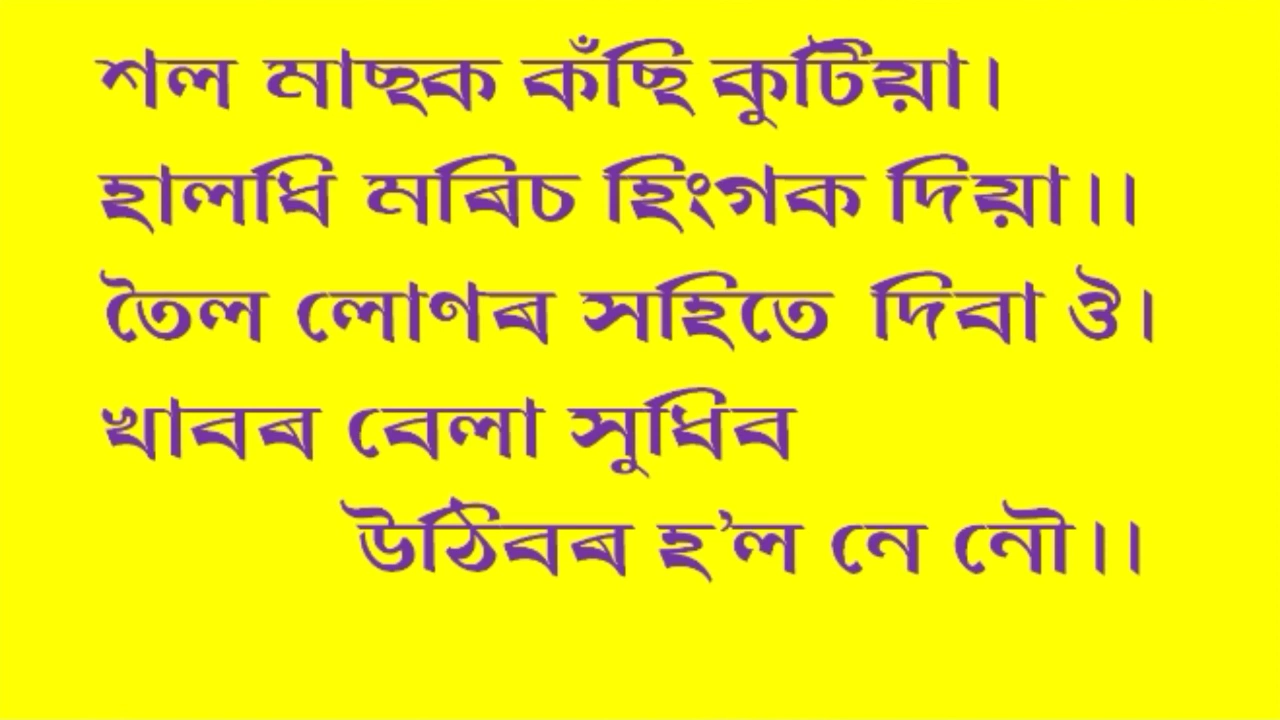 শল মাছক কঁছি কুটিয়া।
হালধি মৰিচ হিংগক দিয়া।।
তৈল লোণৰ সহিতে দিবা ঔ।
খাবৰ বেলা সুধিব
উঠিবৰ হ'ল নে নৌ।।